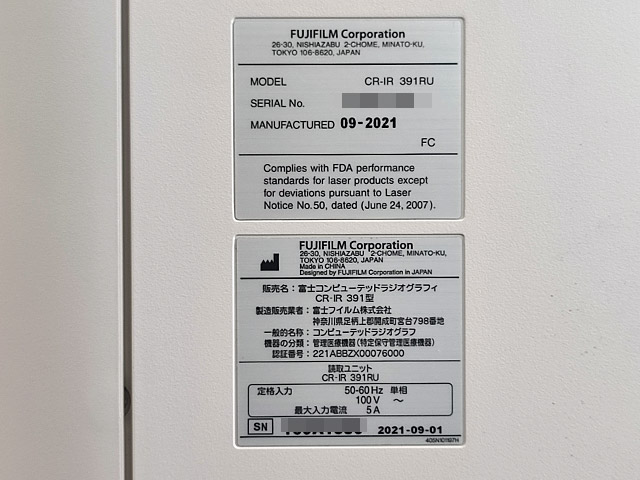 FUJIFILM Corporation
26-30, NISHIAZABU 2-CHOME, MINATO-KU,
TOKYO 106-8620, JAPAN
MODEL CR-IR 391RU
SERIAL No.
MANUFACTURED 09-2021
FC
Complies with FDA performance
standards for laser products except
for deviations pursuant to Laser
Notice No.50, dated (June 24, 2007).
FUJIFILM Corporation
26-30, NISHIAZABU 2-CHOME, MINATO-KU,
TOKYO 106-8620, JAPAN
Made in CHINA
Designed by FUJIFILM Corporation in JAPAN
販売名：富士コンピューテッドラジオグラフィ
CR-IR 391型
製造販売業者：富士フイルム株式会社
神奈川県足柄上郡開成町宮台798番地
一般的名称：コンピューテッドラジオグラフ
機器の分類：管理医療機器(特定保守管理医療機器)
認証番号：221ABBZX00076000
読取ユニット
CR-IR 391RU
定格入力 50-60Hz 単相
100V ～
最大入力電流 5A
SN 2021-09-01
405N101197H